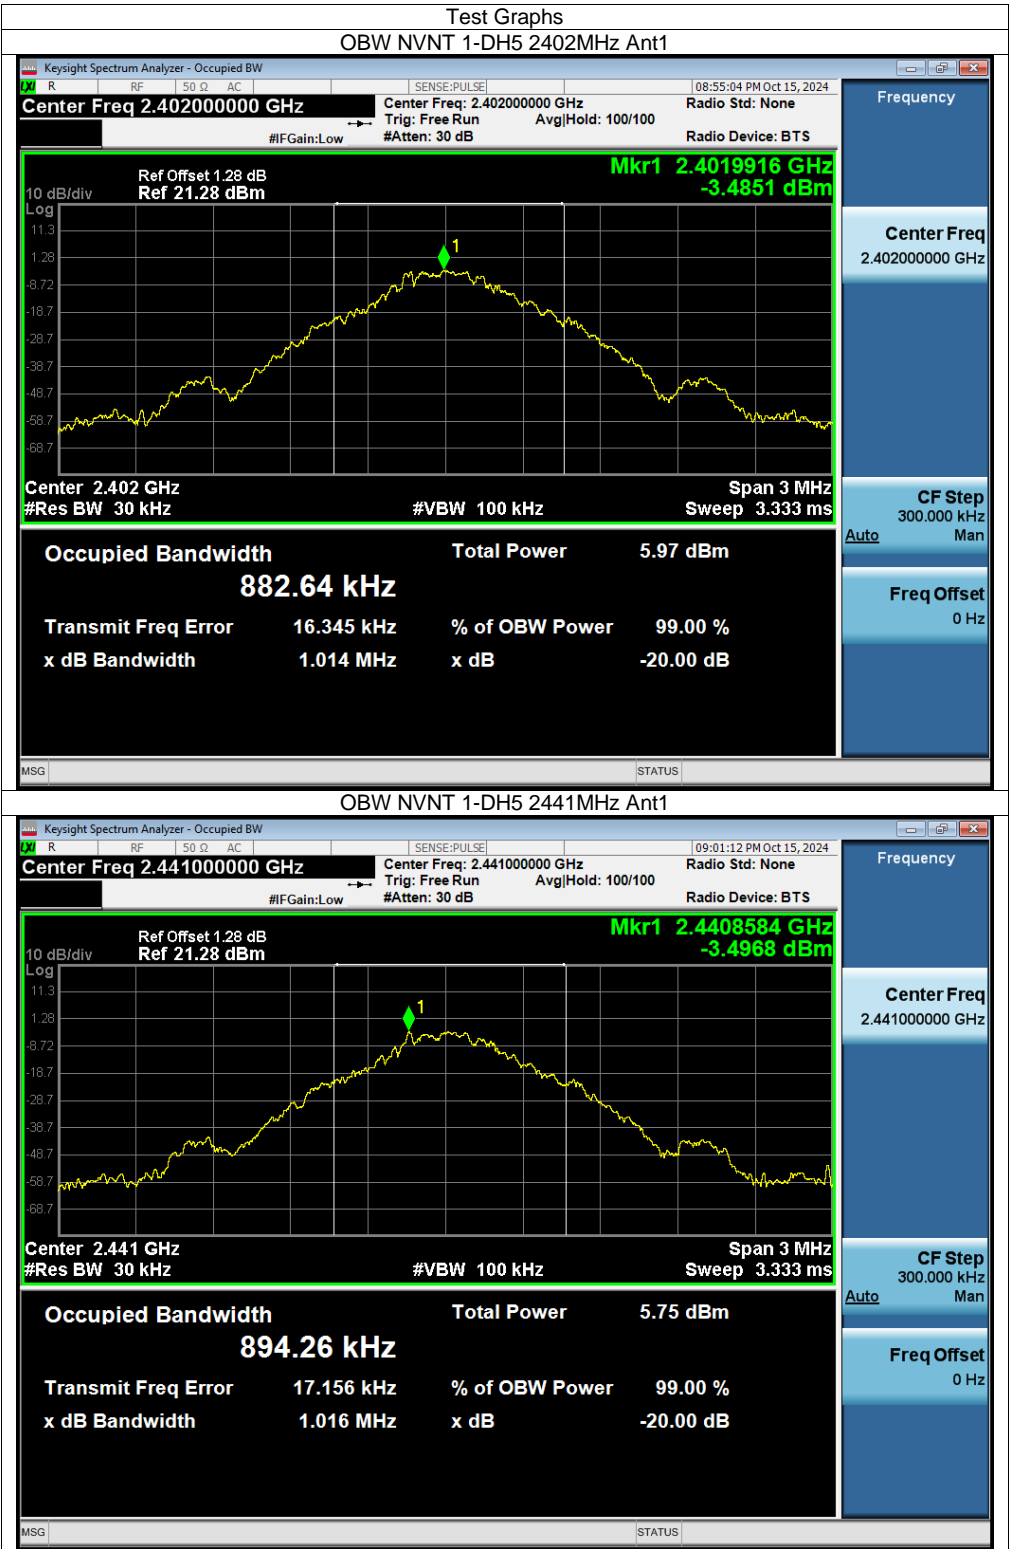 Test Graphs
OBW NVNT 1-DH5 2402MHz Ant1
Keysight Spectrum Analyzer - Occupied BW
LXI R RF 50 Ω AC SENSE:PULSE 08:55:04 PM Oct 15, 2024
Center Freq 2.402000000 GHz
Center Freq: 2.402000000 GHz Radio Std: None
Trig: Free Run Avg|Hold: 100/100
#IFGain:Low #Atten: 30 dB Radio Device: BTS
Frequency
Mkr1 2.4019916 GHz
-3.4851 dBm
Ref Offset 1.28 dB
10 dB/div Ref 21.28 dBm
Log
11.3
1.28
-8.72
-18.7
-28.7
-38.7
-48.7
-58.7
-68.7
1
Center Freq
2.402000000 GHz
Center 2.402 GHz Span 3 MHz
#Res BW 30 kHz #VBW 100 kHz Sweep 3.333 ms
CF Step
300.000 kHz
Auto Man
Freq Offset
0 Hz
Occupied Bandwidth Total Power 5.97 dBm
882.64 kHz
Transmit Freq Error 16.345 kHz % of OBW Power 99.00 %
x dB Bandwidth 1.014 MHz x dB -20.00 dB
MSG STATUS
OBW NVNT 1-DH5 2441MHz Ant1
Keysight Spectrum Analyzer - Occupied BW
LXI R RF 50 Ω AC SENSE:PULSE 09:01:12 PM Oct 15, 2024
Center Freq 2.441000000 GHz
Center Freq: 2.441000000 GHz Radio Std: None
Trig: Free Run Avg|Hold: 100/100
#IFGain:Low #Atten: 30 dB Radio Device: BTS
Frequency
Mkr1 2.4408584 GHz
-3.4968 dBm
Ref Offset 1.28 dB
10 dB/div Ref 21.28 dBm
Log
11.3
1.28
-8.72
-18.7
-28.7
-38.7
-48.7
-58.7
-68.7
1
Center Freq
2.441000000 GHz
Center 2.441 GHz Span 3 MHz
#Res BW 30 kHz #VBW 100 kHz Sweep 3.333 ms
CF Step
300.000 kHz
Auto Man
Freq Offset
0 Hz
Occupied Bandwidth Total Power 5.75 dBm
894.26 kHz
Transmit Freq Error 17.156 kHz % of OBW Power 99.00 %
x dB Bandwidth 1.016 MHz x dB -20.00 dB
MSG STATUS